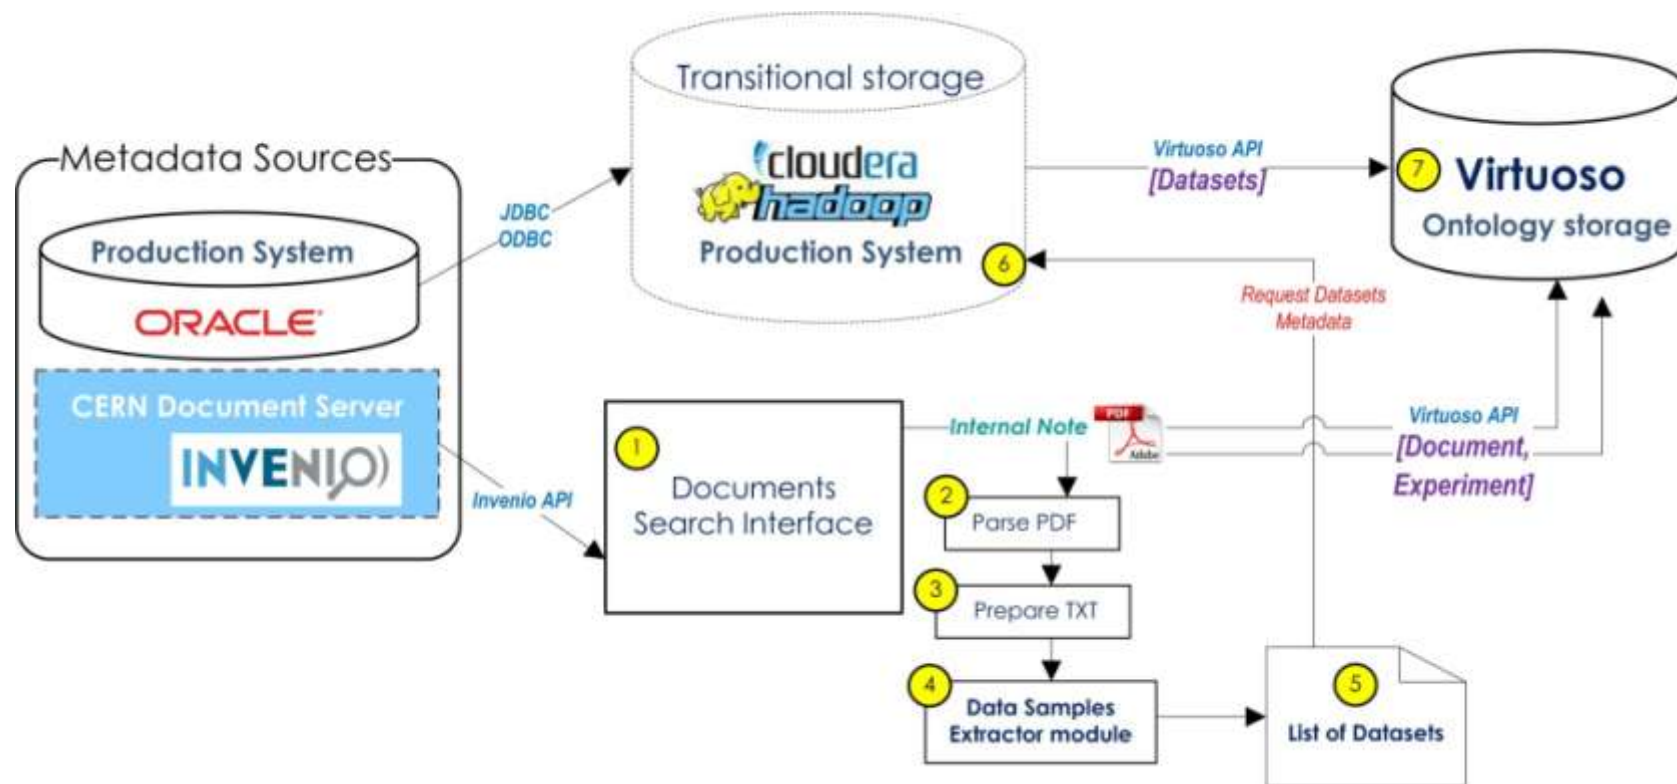 Metadata Sources
Production System
ORACLE
CERN Document Server
INVENIO
JDBC
ODBC
Invenio API
Transitional storage
cloudera
hadoop
Production System
6
Virtuoso API
[Datasets]
7
Virtuoso
Ontology storage
Request Datasets
Metadata
1
Documents
Search Interface
Internal Note
PDF
Adobe
Virtuoso API
[Document,
Experiment]
2
Parse PDF
3
Prepare TXT
4
Data Samples
Extractor module
5
List of Datasets